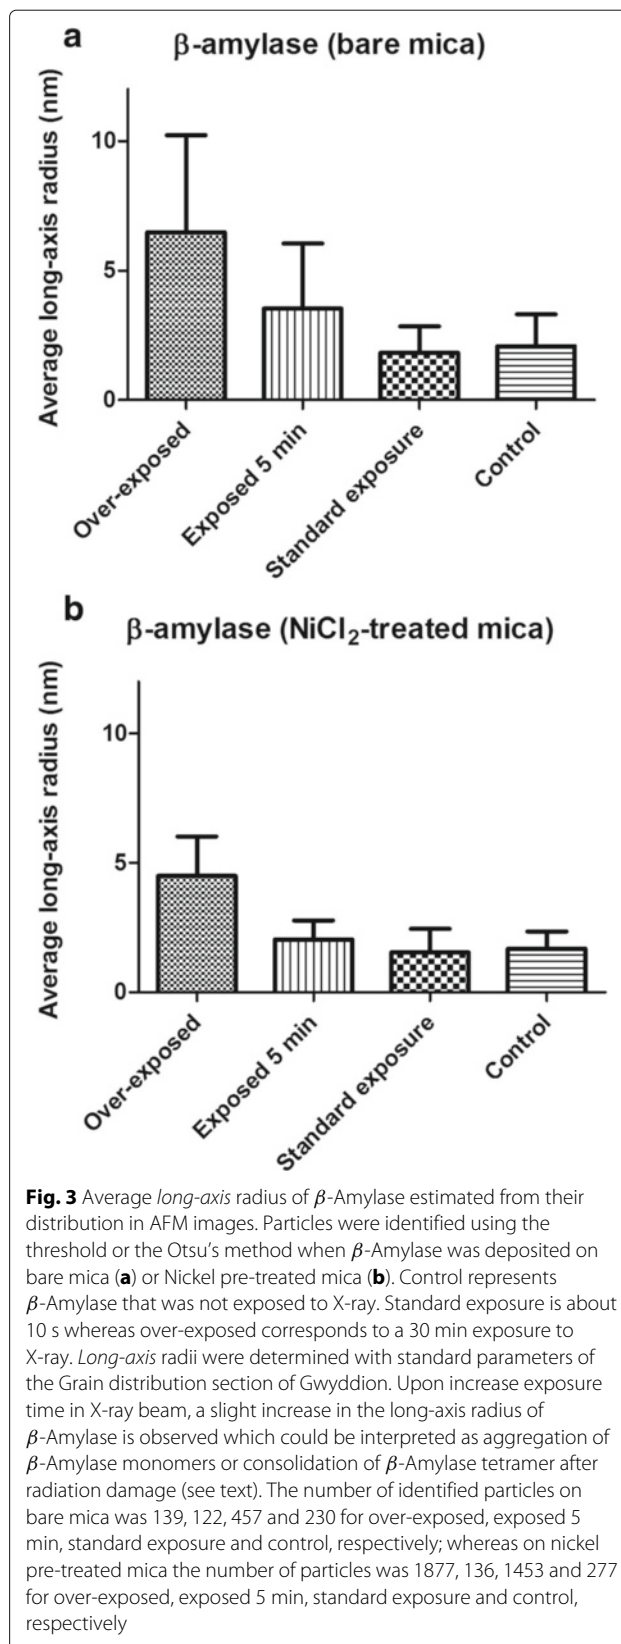 a
β-amylase (bare mica)
Average long-axis radius (nm)
10
5
0
Over-exposed
Exposed 5 min
Standard exposure
Control
b
β-amylase (NiCl₂-treated mica)
Average long-axis radius (nm)
10
5
0
Over-exposed
Exposed 5 min
Standard exposure
Control
Fig. 3 Average long-axis radius of β-Amylase estimated from their
distribution in AFM images. Particles were identified using the
threshold or the Otsu's method when β-Amylase was deposited on
bare mica (a) or Nickel pre-treated mica (b). Control represents
β-Amylase that was not exposed to X-ray. Standard exposure is about
10 s whereas over-exposed corresponds to a 30 min exposure to
X-ray. Long-axis radii were determined with standard parameters of
the Grain distribution section of Gwyddion. Upon increase exposure
time in X-ray beam, a slight increase in the long-axis radius of
β-Amylase is observed which could be interpreted as aggregation of
β-Amylase monomers or consolidation of β-Amylase tetramer after
radiation damage (see text). The number of identified particles on
bare mica was 139, 122, 457 and 230 for over-exposed, exposed 5
min, standard exposure and control, respectively; whereas on nickel
pre-treated mica the number of particles was 1877, 136, 1453 and 277
for over-exposed, exposed 5 min, standard exposure and control,
respectively